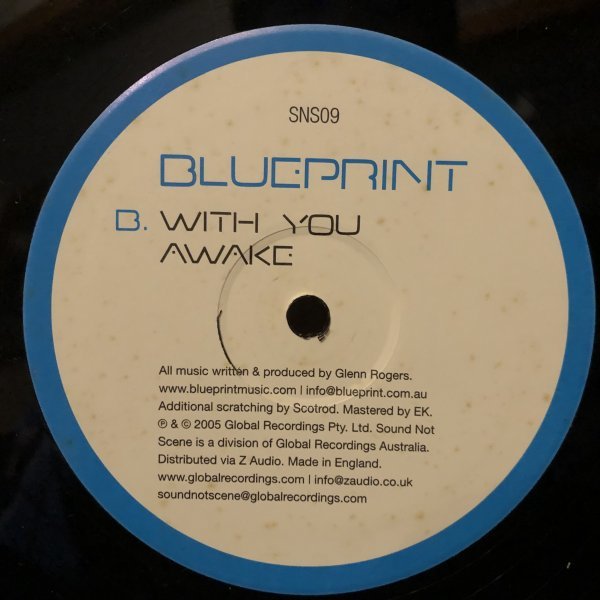 SNS09
BLUEPRINT
B. WITH YOU
AWAKE
All music written & produced by Glenn Rogers.
www.blueprintmusic.com | info@blueprint.com.au
Additional scratching by Scotrod. Mastered by EK.
℗ & © 2005 Global Recordings Pty. Ltd. Sound Not
Scene is a division of Global Recordings Australia.
Distributed via Z Audio. Made in England.
www.globalrecordings.com | info@zaudio.co.uk
soundnotscene@globalrecordings.com